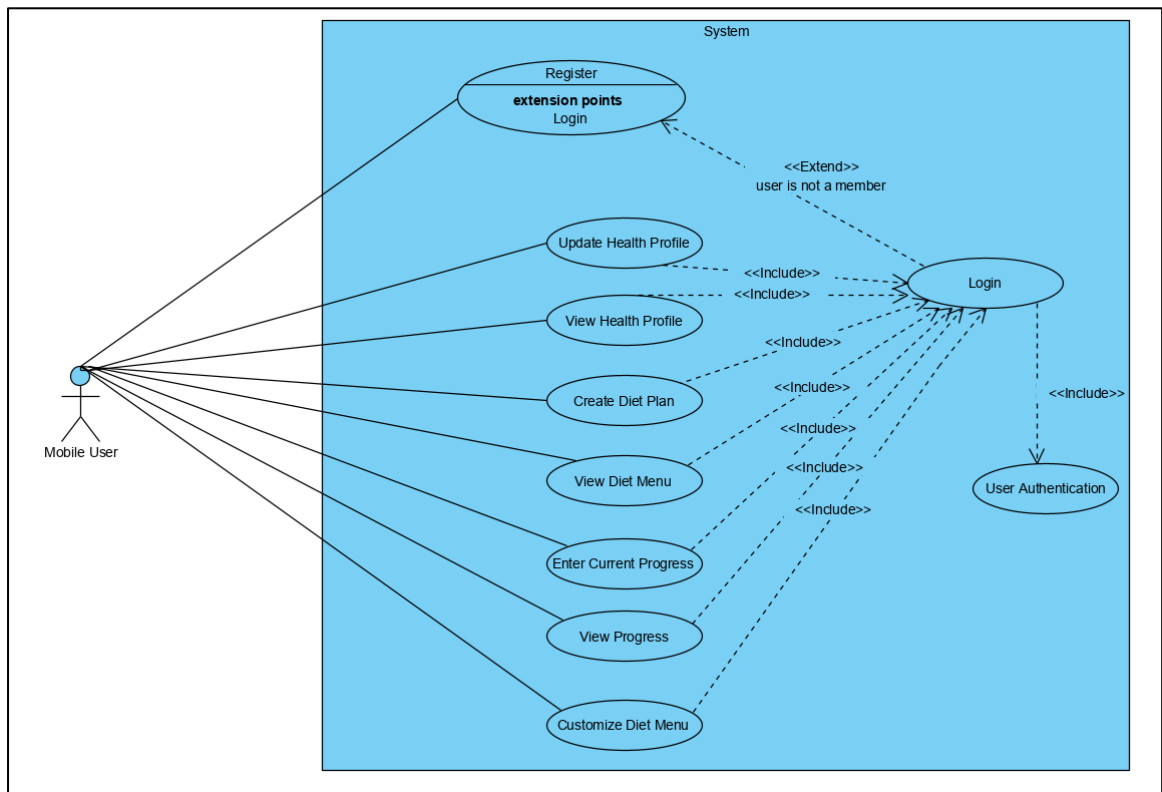 System
Register
extension points
Login
<<Extend>>
user is not a member
Update Health Profile
<<Include>>
Login
<<Include>>
View Health Profile
<<Include>>
Mobile User
Create Diet Plan
<<Include>>
<<Include>>
<<Include>>
View Diet Menu
<<Include>>
User Authentication
<<Include>>
Enter Current Progress
View Progress
Customize Diet Menu